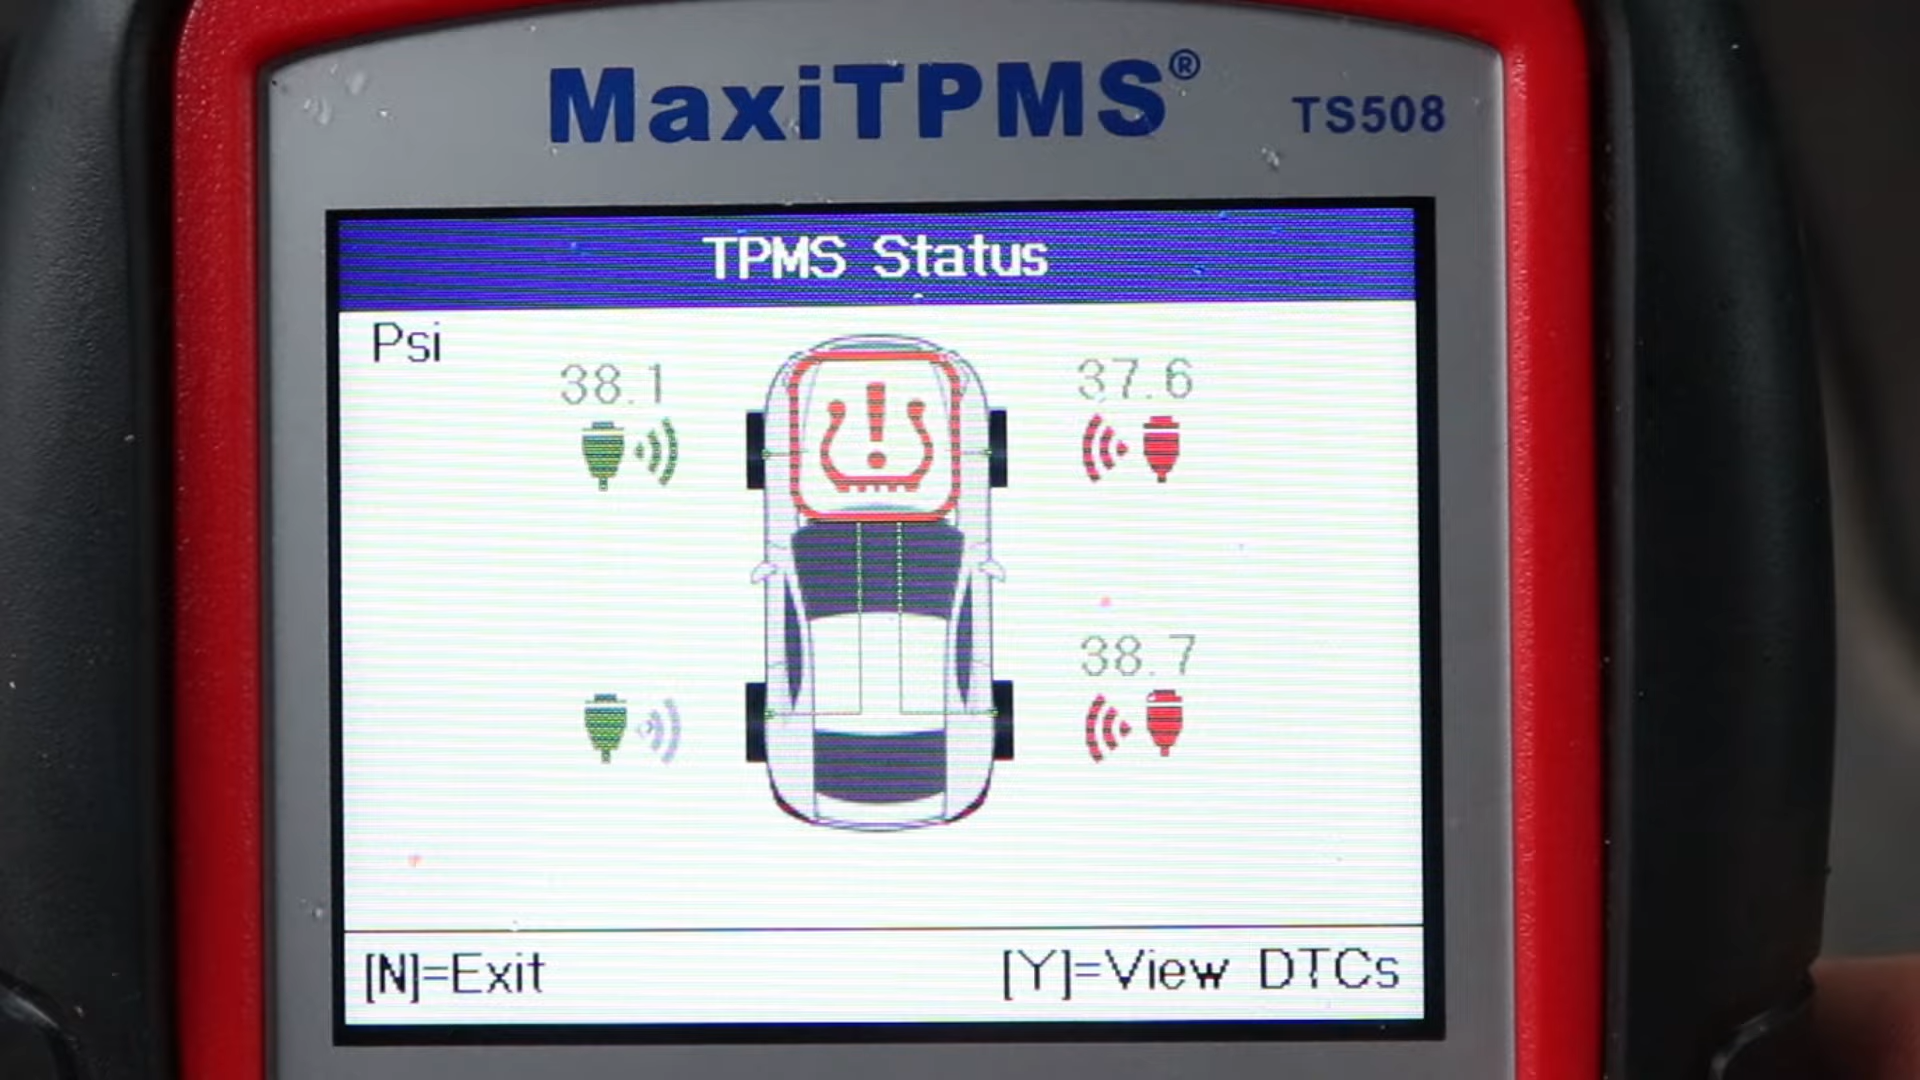 MaxiTPMS® TS508
TPMS Status
Psi
38.1
37.6
38.7
[N]=Exit
[Y]=View DTCs